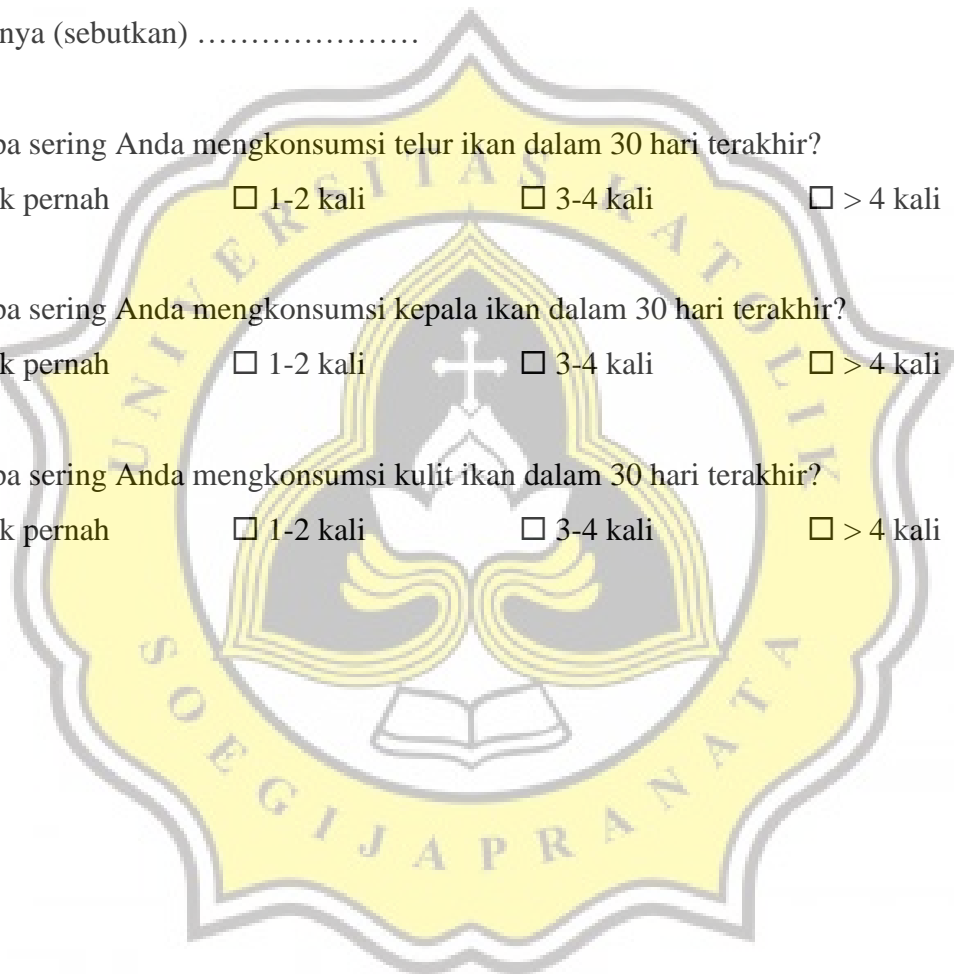 nya (sebutkan) …………………
pa sering Anda mengkonsumsi telur ikan dalam 30 hari terakhir?
k pernah ☐ 1-2 kali ☐ 3-4 kali ☐ > 4 kali
pa sering Anda mengkonsumsi kepala ikan dalam 30 hari terakhir?
k pernah ☐ 1-2 kali ☐ 3-4 kali ☐ > 4 kali
pa sering Anda mengkonsumsi kulit ikan dalam 30 hari terakhir?
k pernah ☐ 1-2 kali ☐ 3-4 kali ☐ > 4 kali
UNIVERSITAS KATOLIK
SOEGIJAPRANATA